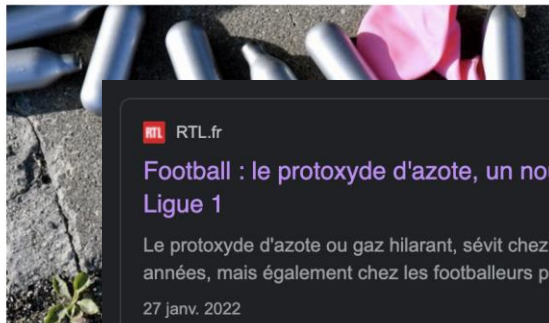 RTL RTL.fr
Football : le protoxyde d'azote, un
Ligue 1
Le protoxyde d'azote ou gaz hilarant, sévit chez
années, mais également chez les footballeurs
27 janv. 2022